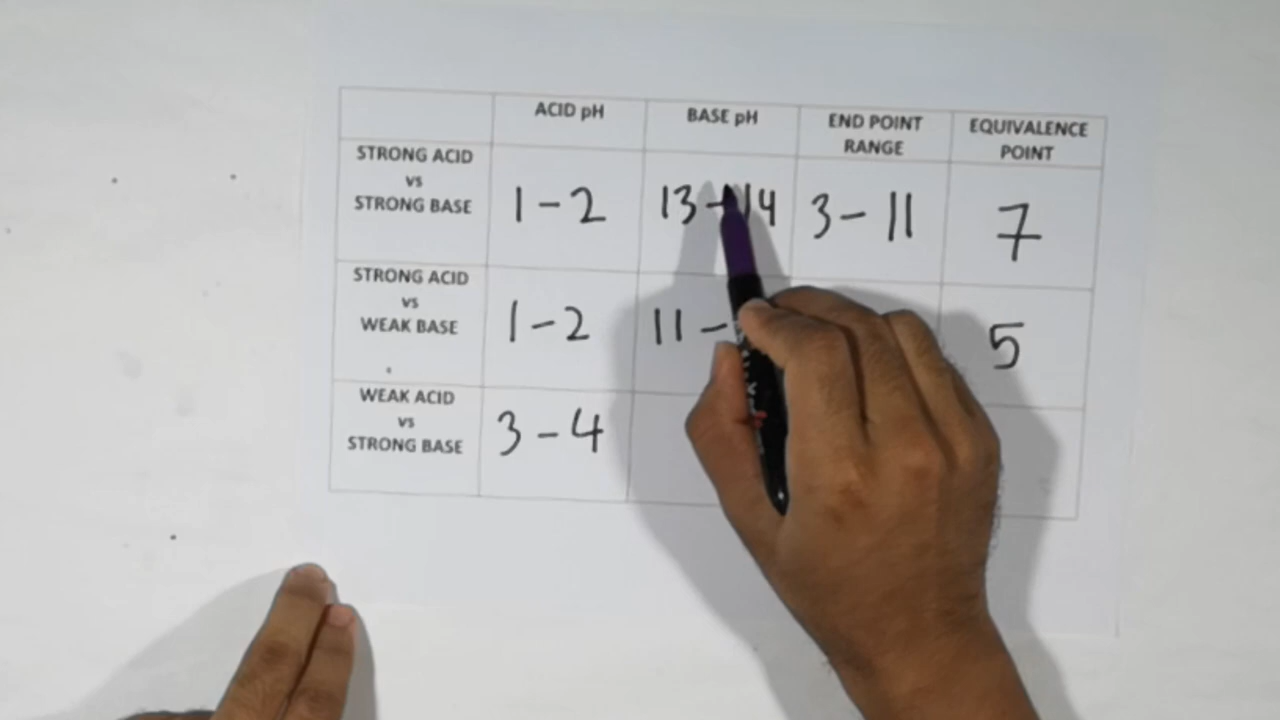 ACID pH BASE pH END POINT RANGE EQUIVALENCE POINT
STRONG ACID
vs
STRONG BASE
1-2 13-14 3-11 7
STRONG ACID
vs
WEAK BASE
1-2 11- 5
WEAK ACID
vs
STRONG BASE
3-4